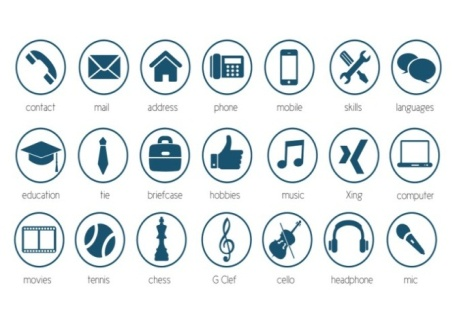 contact mail address phone mobile skills languages
education tie briefcase hobbies music Xing computer
movies tennis chess G Clef cello headphone mic